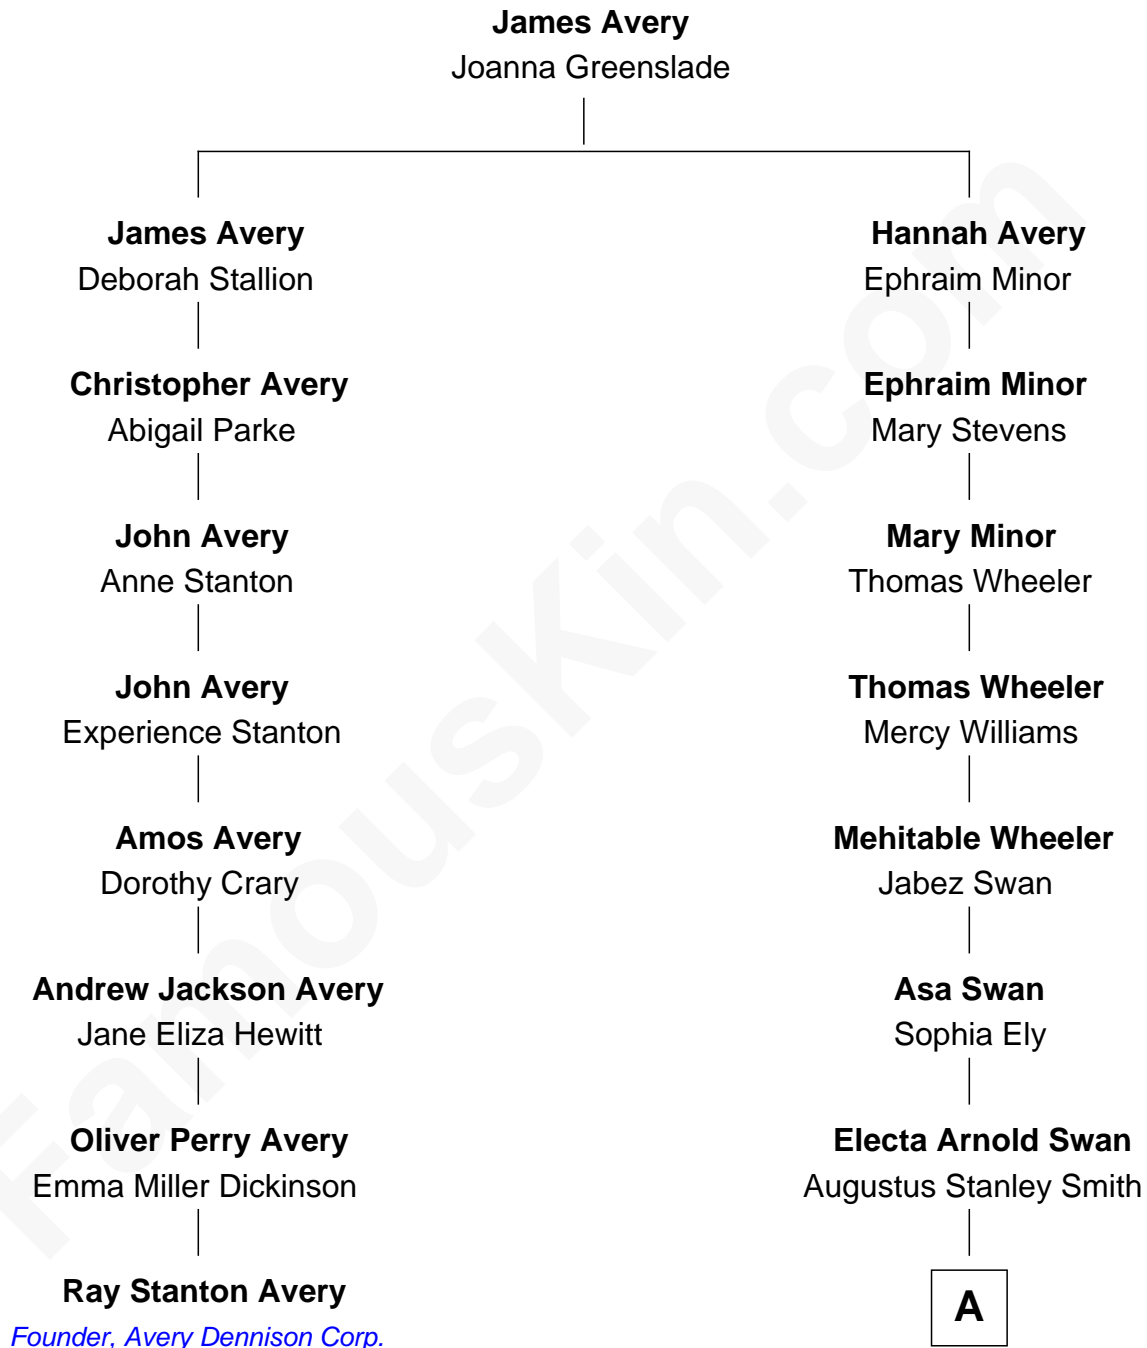 James Avery
Joanna Greenslade
James Avery
Deborah Stallion
Hannah Avery
Ephraim Minor
Christopher Avery
Abigail Parke
Ephraim Minor
Mary Stevens
John Avery
Anne Stanton
Mary Minor
Thomas Wheeler
John Avery
Experience Stanton
Thomas Wheeler
Mercy Williams
Amos Avery
Dorothy Crary
Mehitable Wheeler
Jabez Swan
Andrew Jackson Avery
Jane Eliza Hewitt
Asa Swan
Sophia Ely
Oliver Perry Avery
Emma Miller Dickinson
Electa Arnold Swan
Augustus Stanley Smith
Ray Stanton Avery
Founder, Avery Dennison Corp.
A
FamousKin.com